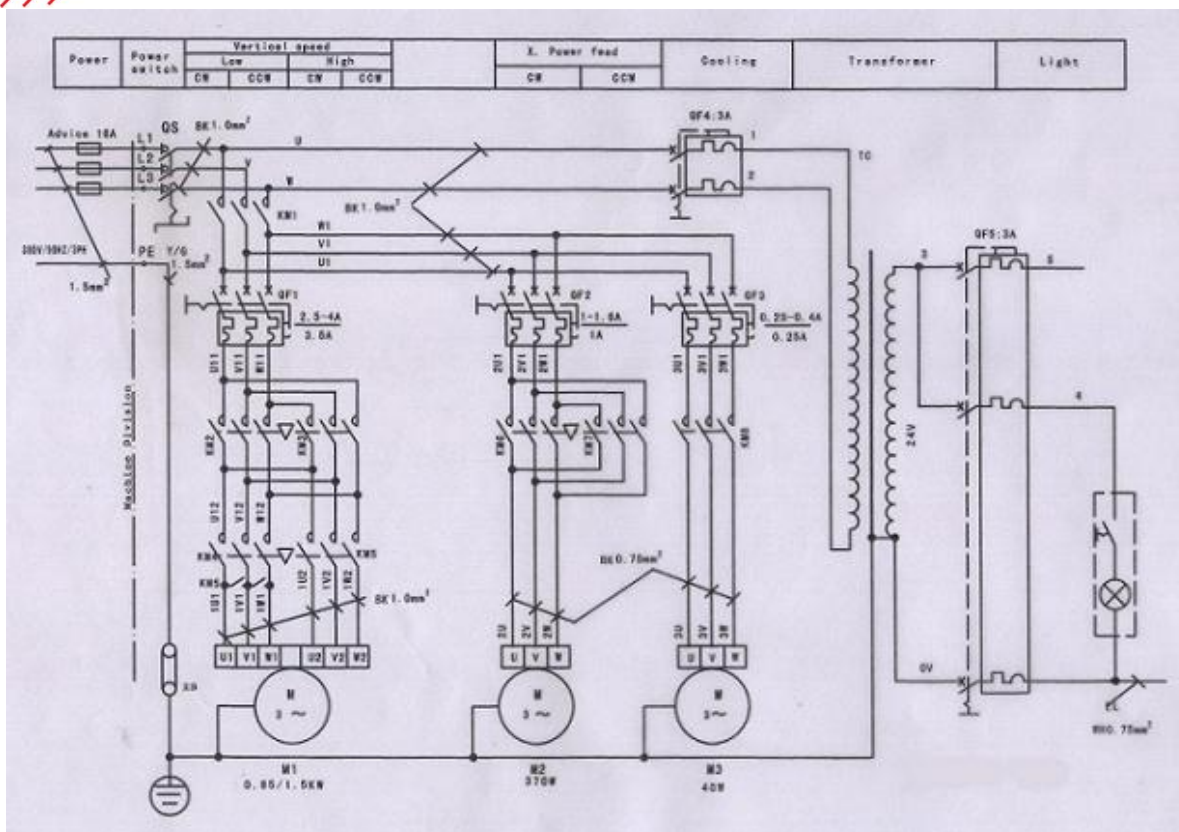 Power
Power switch
Vertical speed
Low
High
CW
CCW
CW
CCW
X. Power feed
CW
CCW
Cooling
Transformer
Light
Advice 16A
L1
L2
L3
QS
BK1.0mm²
U
V
W
QF4:3A
1
2
TC
KM1
BK1.0mm²
W1
V1
U1
380V/50HZ/3PH
PE
Y/G
1.5mm²
1.5mm²
QF1
2.5-4A
3.5A
QF2
1-1.6A
1A
QF3
0.25-0.4A
0.25A
3
QF5:3A
5
U11
V11
W11
2U1
2V1
2W1
3U1
3V1
3W1
4
KM2
KM3
KM6
KM7
KM8
24V
U12
V12
W12
KM4
KM5
KM5
1U1
1V1
1W1
1U2
1V2
1W2
BK1.0mm²
BK0.75mm²
2U
2V
2W
3U
3V
3W
0V
U1
V1
W1
U2
V2
W2
U
V
W
U
V
W
M
3~
M
3~
M
3~
EL
M1
0.85/1.5KW
M2
370W
M3
40W